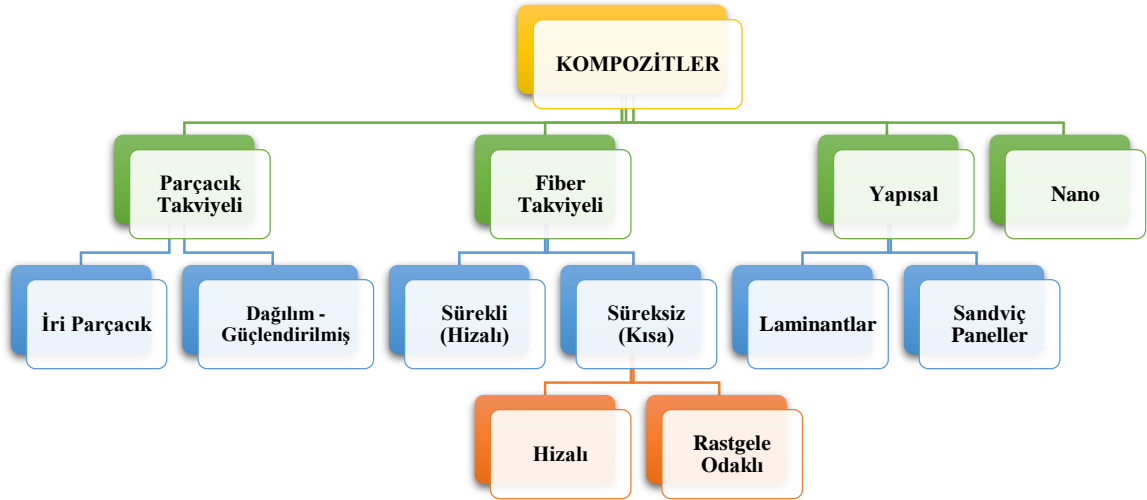 KOMPOZİTLER
Parçacık
Takviyeli
Fiber
Takviyeli
Yapısal
Nano
İri Parçacık
Dağılım -
Güçlendirilmiş
Sürekli
(Hizalı)
Süreksiz
(Kısa)
Laminantlar
Sandviç
Paneller
Hizalı
Rastgele
Odaklı